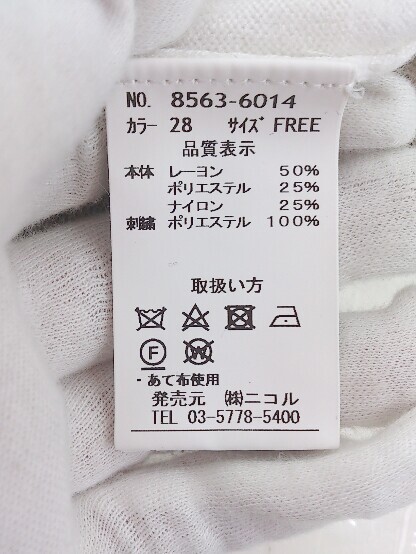 NO. 8563-6014
カラー 28 サイズ FREE
品質表示
本体 レーヨン 50%
ポリエステル 25%
ナイロン 25%
刺繍 ポリエステル 100%
取扱い方
F W
・あて布使用
発売元 ㈱ニコル
TEL 03-5778-5400